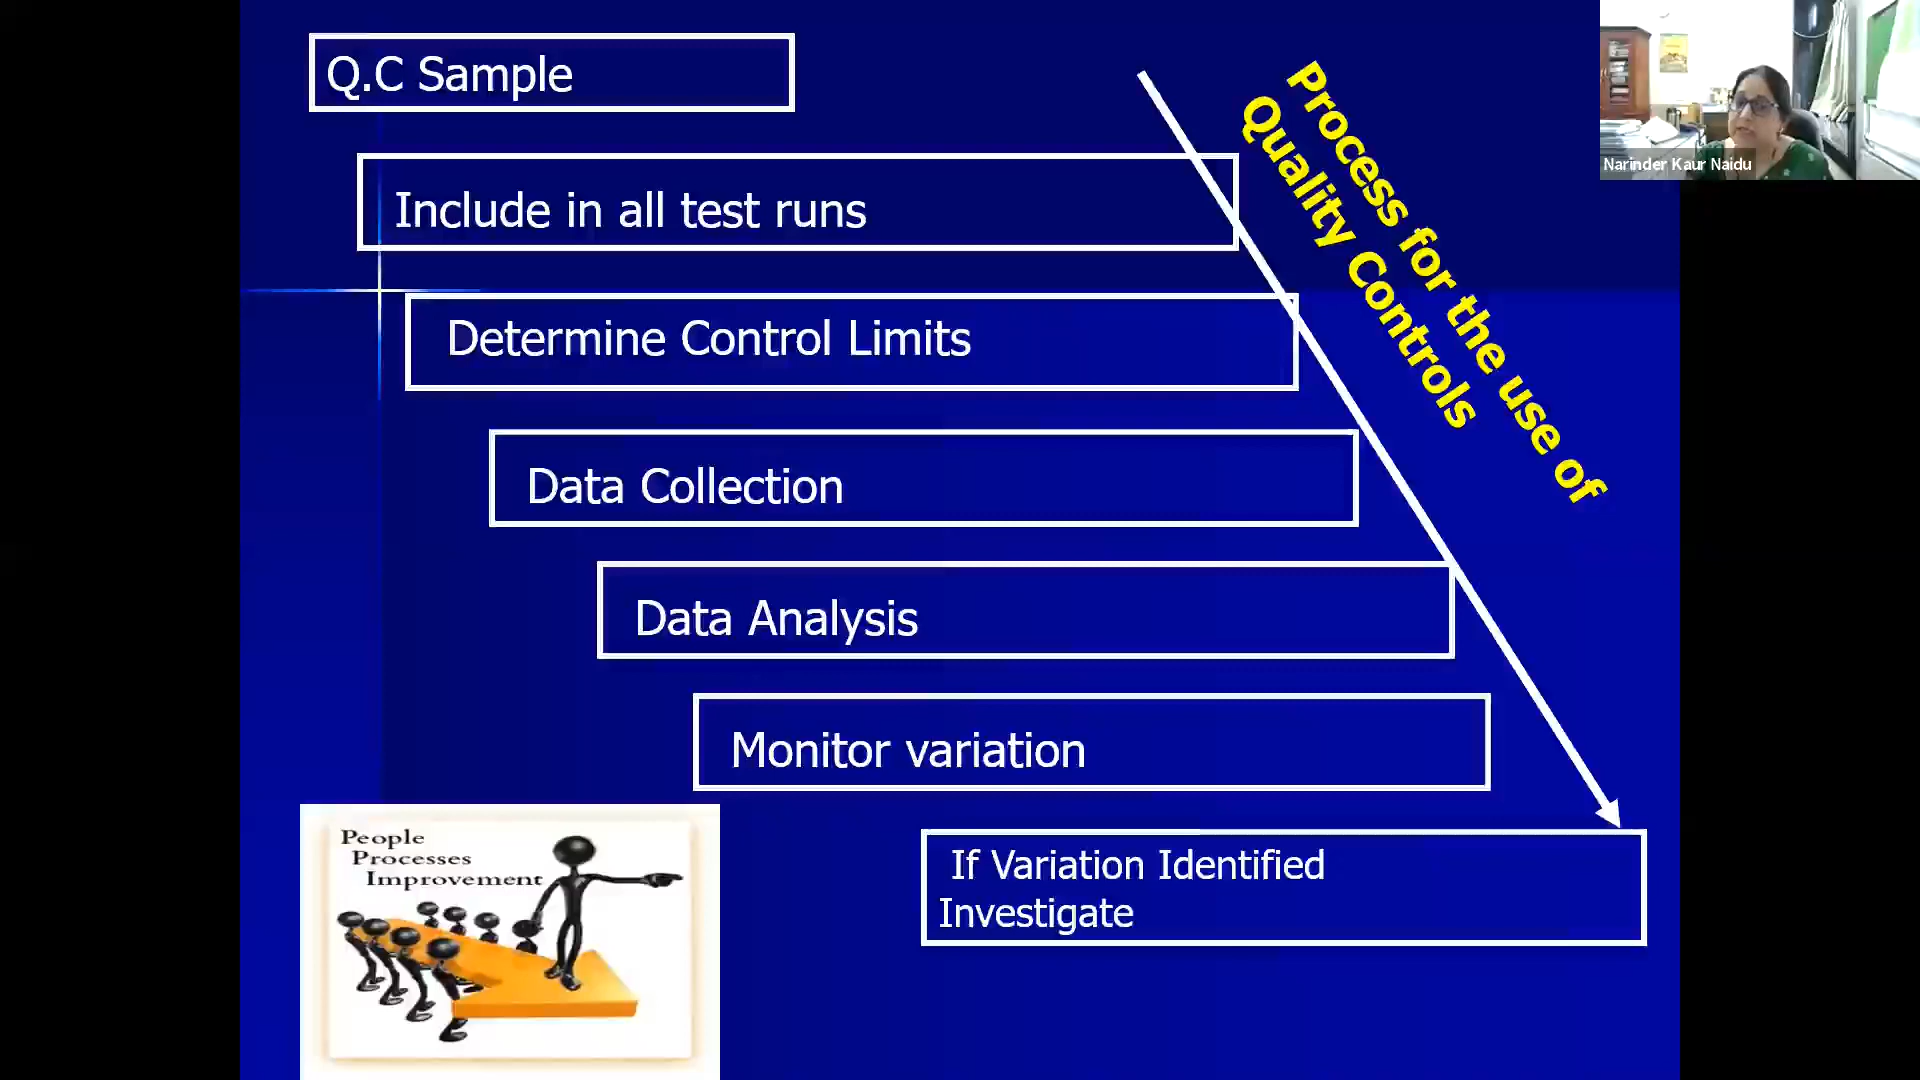 Q.C Sample
Process for the use of
Quality Controls
Narinder Kaur Naidu
Include in all test runs
Determine Control Limits
Data Collection
Data Analysis
Monitor variation
If Variation Identified
Investigate
People
Processes
Improvement